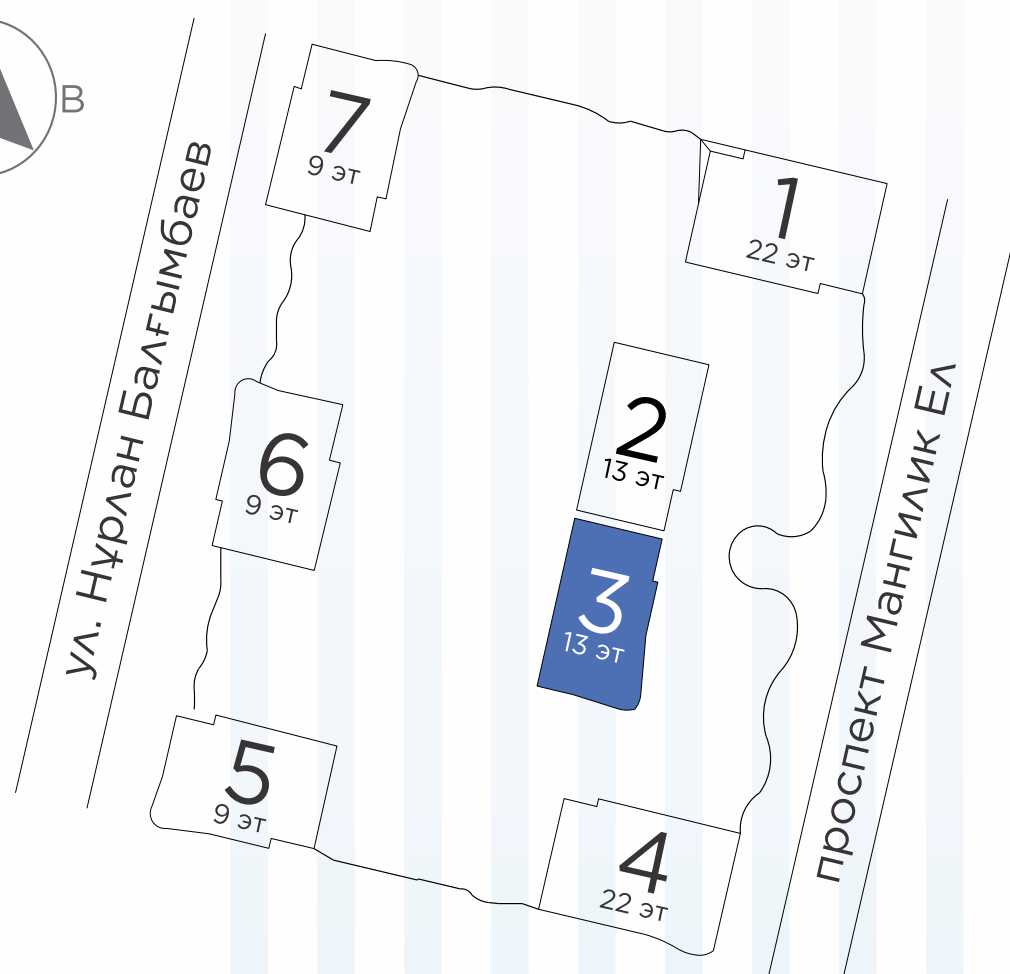 В
7
9 эт
1
22 эт
ул. Нұрлан Балғымбаев
2
13 эт
6
9 эт
3
13 эт
проспект Мангилик Ел
5
9 эт
4
22 эт